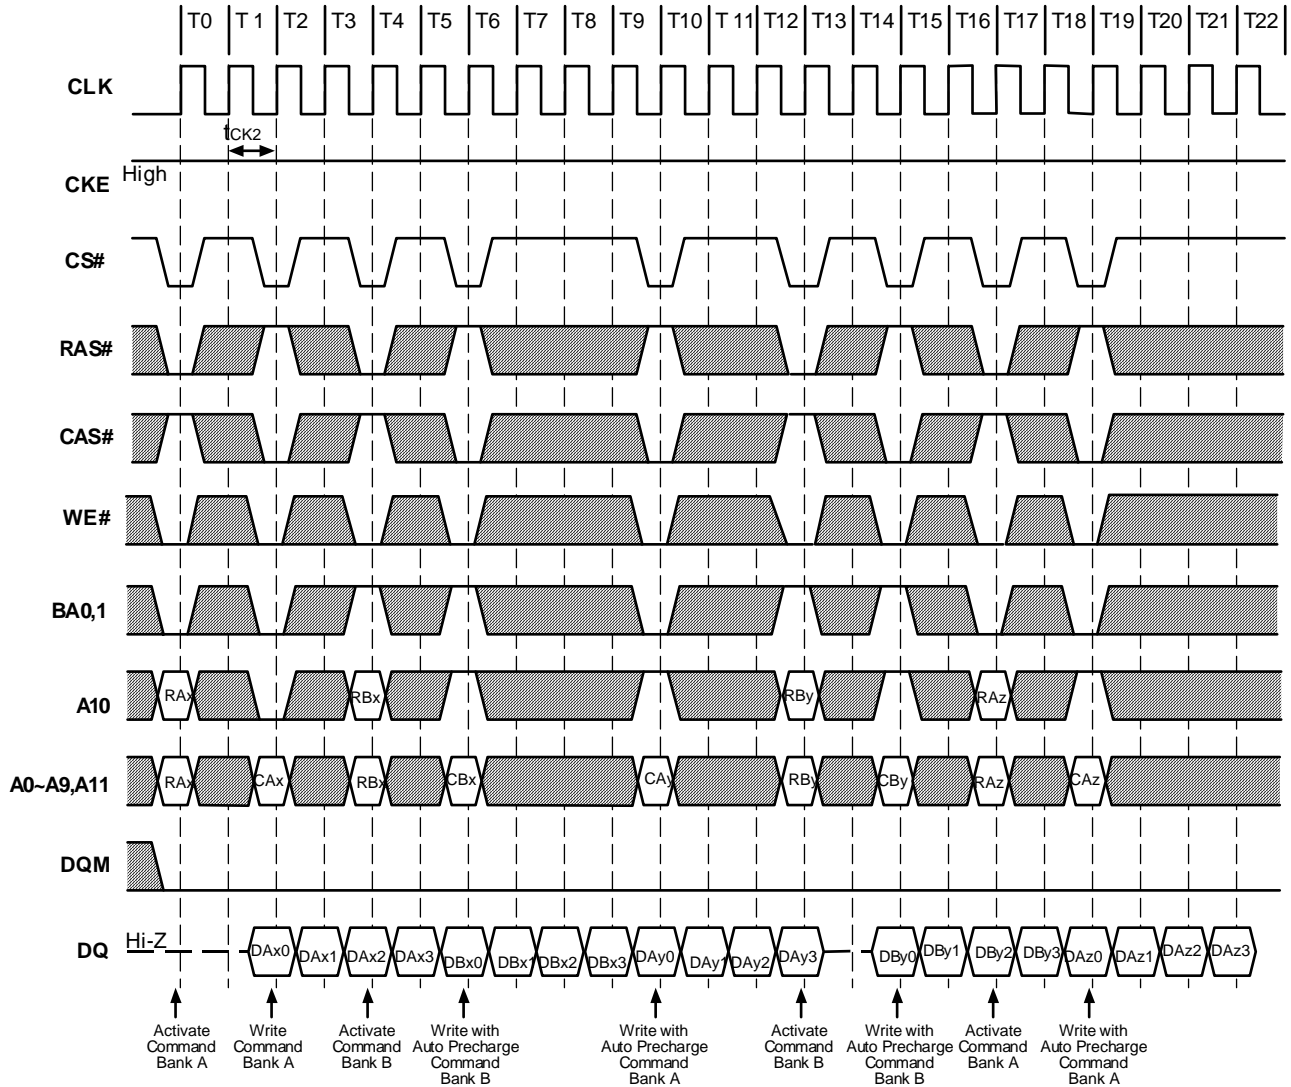 T0 T 1 T2 T3 T4 T5 T6 T7 T8 T9 T10 T 11 T12 T13 T14 T15 T16 T17 T18 T19 T20 T21 T22
CLK
tCK2
High
CKE
CS#
RAS#
CAS#
WE#
BA0,1
A10 RAx RBx RBy RAz
A0~A9,A11 RAx CAx RBx CBx CAy RBy CBy RAz CAz
DQM
DQ Hi-Z DAx0 DAx1 DAx2 DAx3 DBx0 DBx1 DBx2 DBx3 DAy0 DAy1 DAy2 DAy3 DBy0 DBy1 DBy2 DBy3 DAz0 DAz1 DAz2 DAz3
Activate
Command
Bank A
Write
Command
Bank A
Activate
Command
Bank B
Write with
Auto Precharge
Command
Bank B
Write with
Auto Precharge
Command
Bank A
Activate
Command
Bank B
Write with
Auto Precharge
Command
Bank B
Activate
Command
Bank A
Write with
Auto Precharge
Command
Bank A